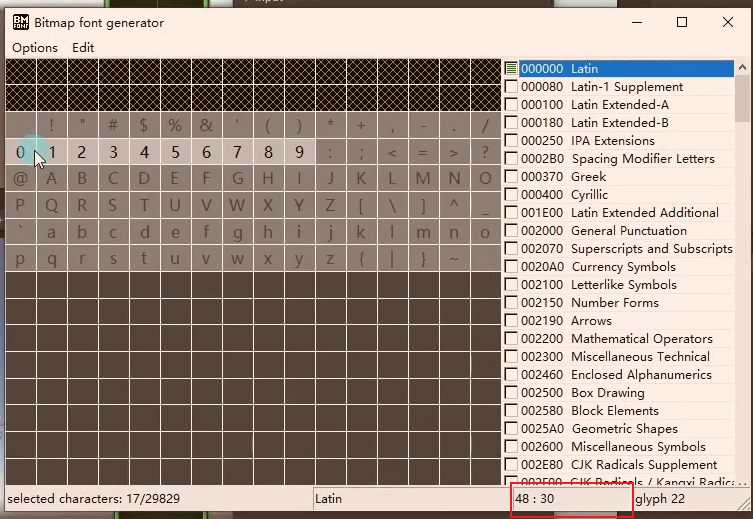 BM FONT Bitmap font generator
Options Edit
! " # $ % & ' ( ) * + , - . /
0 1 2 3 4 5 6 7 8 9 : ; < = > ?
@ A B C D E F G H I J K L M N O
P Q R S T U V W X Y Z [ \ ] ^ _
` a b c d e f g h i j k l m n o
p q r s t u v w x y z { | } ~
000000 Latin
000080 Latin-1 Supplement
000100 Latin Extended-A
000180 Latin Extended-B
000250 IPA Extensions
0002B0 Spacing Modifier Letters
000370 Greek
000400 Cyrillic
001E00 Latin Extended Additional
002000 General Punctuation
002070 Superscripts and Subscripts
0020A0 Currency Symbols
002100 Letterlike Symbols
002150 Number Forms
002190 Arrows
002200 Mathematical Operators
002300 Miscellaneous Technical
002460 Enclosed Alphanumerics
002500 Box Drawing
002580 Block Elements
0025A0 Geometric Shapes
002600 Miscellaneous Symbols
002E80 CJK Radicals Supplement
002F00 CJK Radicals / Kangxi Radica
selected characters: 17/29829 Latin 48 : 30 glyph 22